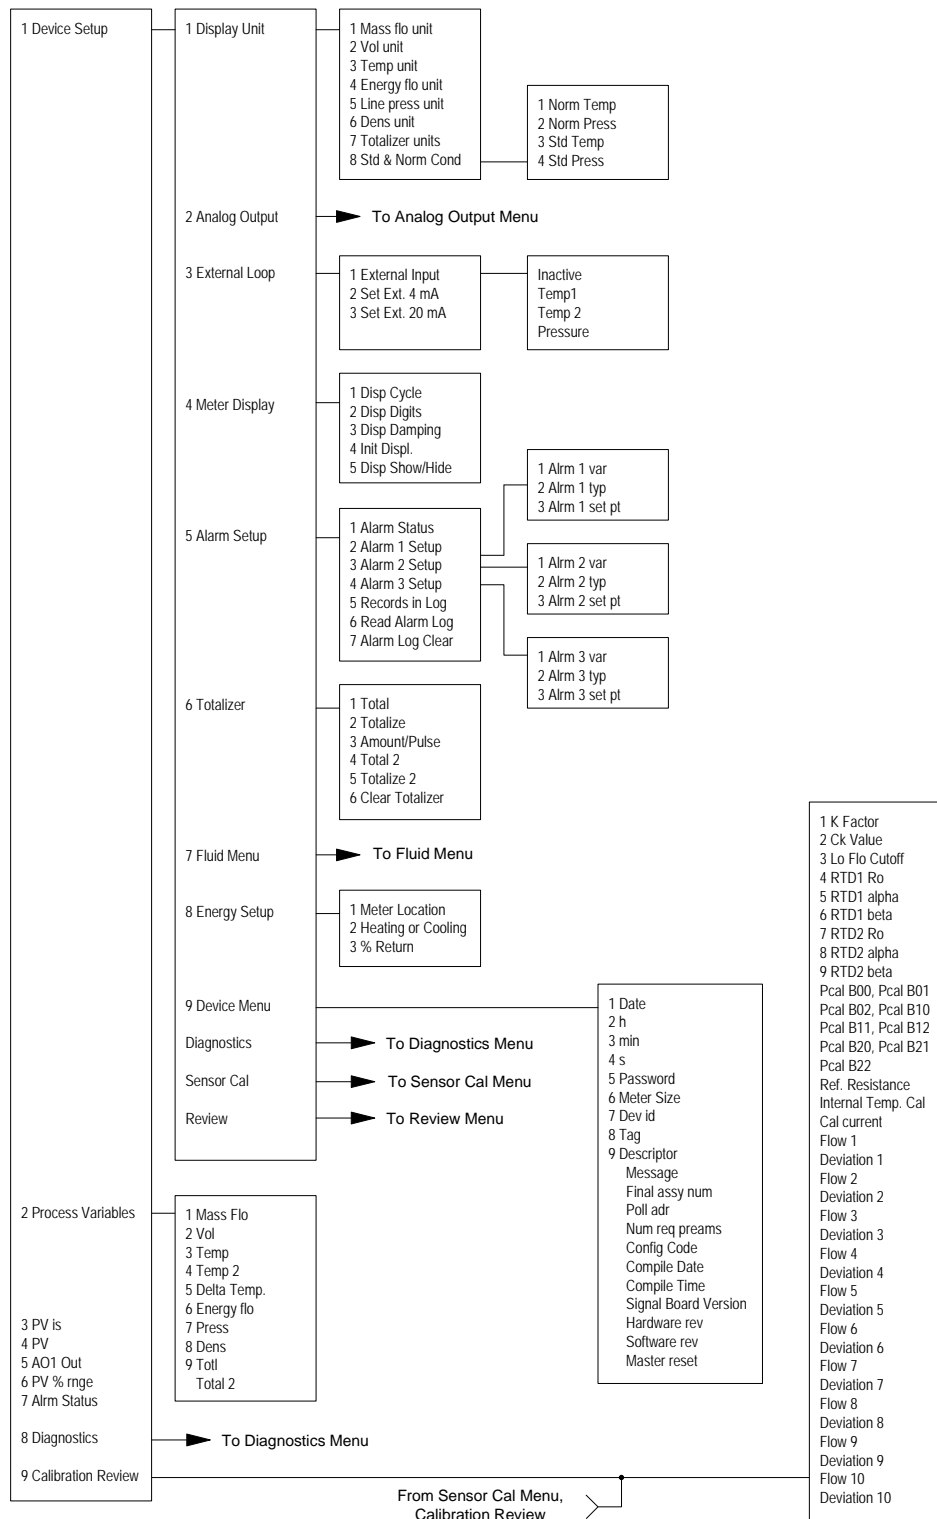 1 Device Setup
1 Display Unit
1 Mass flo unit
2 Vol unit
3 Temp unit
4 Energy flo unit
5 Line press unit
6 Dens unit
7 Totalizer units
8 Std & Norm Cond
1 Norm Temp
2 Norm Press
3 Std Temp
4 Std Press
2 Analog Output
To Analog Output Menu
3 External Loop
1 External Input
2 Set Ext. 4 mA
3 Set Ext. 20 mA
Inactive
Temp1
Temp 2
Pressure
4 Meter Display
1 Disp Cycle
2 Disp Digits
3 Disp Damping
4 Init Displ.
5 Disp Show/Hide
5 Alarm Setup
1 Alarm Status
2 Alarm 1 Setup
3 Alarm 2 Setup
4 Alarm 3 Setup
5 Records in Log
6 Read Alarm Log
7 Alarm Log Clear
1 Alrm 1 var
2 Alrm 1 typ
3 Alrm 1 set pt
1 Alrm 2 var
2 Alrm 2 typ
3 Alrm 2 set pt
1 Alrm 3 var
2 Alrm 3 typ
3 Alrm 3 set pt
6 Totalizer
1 Total
2 Totalize
3 Amount/Pulse
4 Total 2
5 Totalize 2
6 Clear Totalizer
7 Fluid Menu
To Fluid Menu
8 Energy Setup
1 Meter Location
2 Heating or Cooling
3 % Return
9 Device Menu
1 Date
2 h
3 min
4 s
5 Password
6 Meter Size
7 Dev id
8 Tag
9 Descriptor
Message
Final assy num
Poll adr
Num req preams
Config Code
Compile Date
Compile Time
Signal Board Version
Hardware rev
Software rev
Master reset
Diagnostics
To Diagnostics Menu
Sensor Cal
To Sensor Cal Menu
Review
To Review Menu
2 Process Variables
1 Mass Flo
2 Vol
3 Temp
4 Temp 2
5 Delta Temp.
6 Energy flo
7 Press
8 Dens
9 Totl
Total 2
3 PV is
4 PV
5 AO1 Out
6 PV % rnge
7 Alrm Status
8 Diagnostics
To Diagnostics Menu
9 Calibration Review
From Sensor Cal Menu,
Calibration Review
1 K Factor
2 Ck Value
3 Lo Flo Cutoff
4 RTD1 Ro
5 RTD1 alpha
6 RTD1 beta
7 RTD2 Ro
8 RTD2 alpha
9 RTD2 beta
Pcal B00, Pcal B01
Pcal B02, Pcal B10
Pcal B11, Pcal B12
Pcal B20, Pcal B21
Pcal B22
Ref. Resistance
Internal Temp. Cal
Cal current
Flow 1
Deviation 1
Flow 2
Deviation 2
Flow 3
Deviation 3
Flow 4
Deviation 4
Flow 5
Deviation 5
Flow 6
Deviation 6
Flow 7
Deviation 7
Flow 8
Deviation 8
Flow 9
Deviation 9
Flow 10
Deviation 10